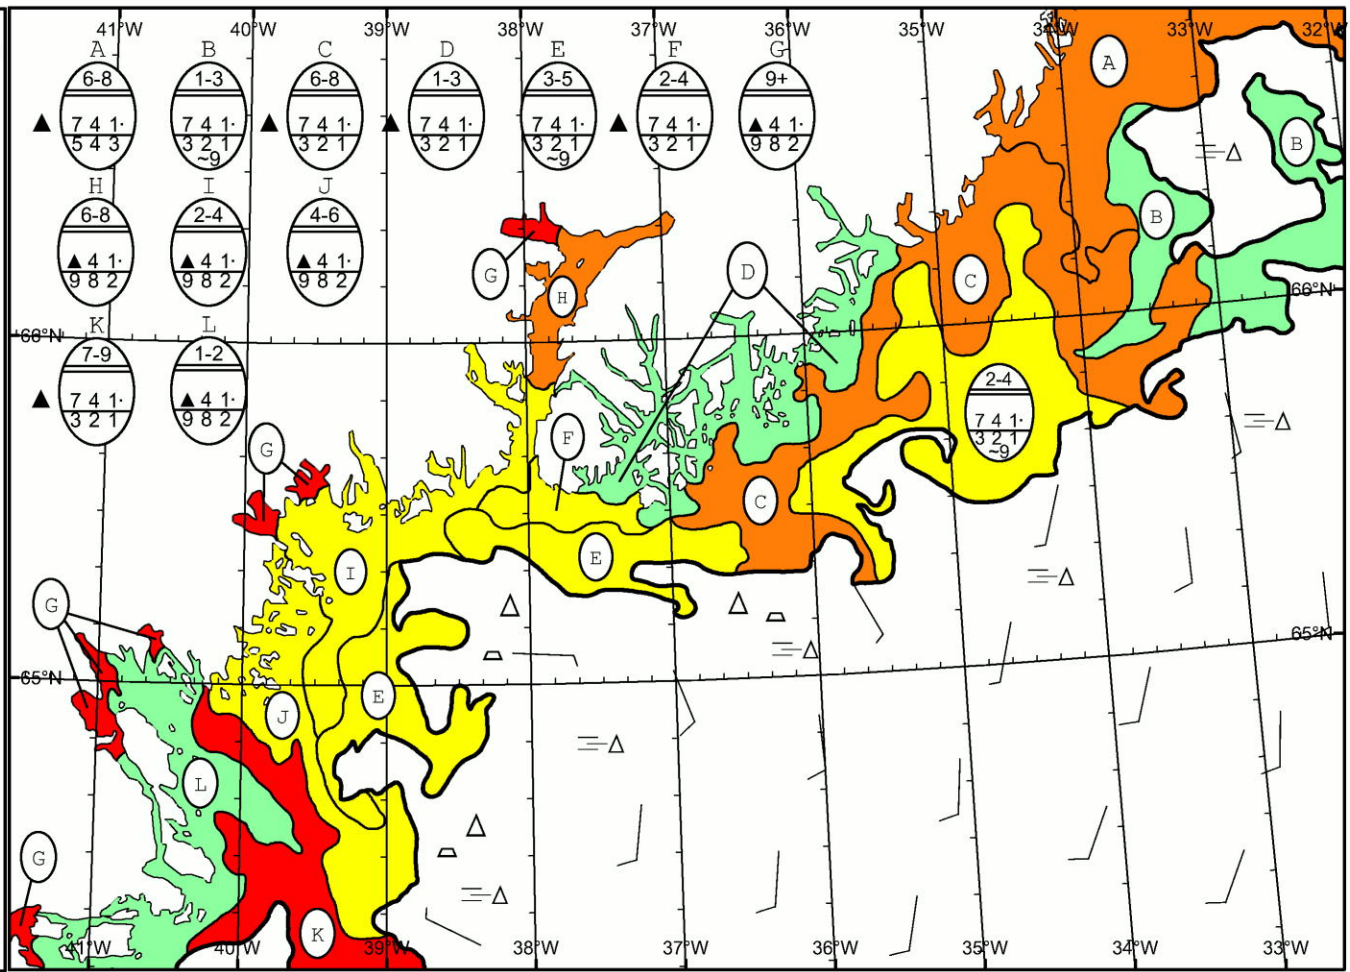 41°W 40°W 39°W 38°W 37°W 36°W 35°W 34°W 33°W 32°W
A B C D E F G
6-8 1-3 6-8 1-3 3-5 2-4 9+
7 4 1· 7 4 1· 7 4 1· 7 4 1· 7 4 1· 7 4 1· ▲ 4 1·
5 4 3 3 2 1 3 2 1 3 2 1 3 2 1 3 2 1 9 8 2
~9 ~9
H I J
6-8 2-4 4-6
▲ 4 1· ▲ 4 1· ▲ 4 1·
9 8 2 9 8 2 9 8 2
K L
7-9 1-2
7 4 1· ▲ 4 1·
3 2 1 9 8 2
A
B
B
G D C
H
66°N
66°N
2-4
7 4 1·
3 2 1
~9
G F
C
I E
G
65°N
65°N
J E
L
G
K
41°W 40°W 39°W 38°W 37°W 36°W 35°W 34°W 33°W